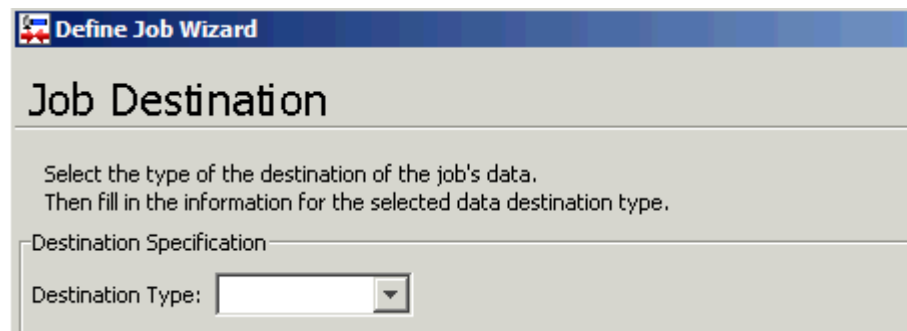 Define Job Wizard
Job Destination
Select the type of the destination of the job's data.
Then fill in the information for the selected data destination type.
Destination Specification
Destination Type: